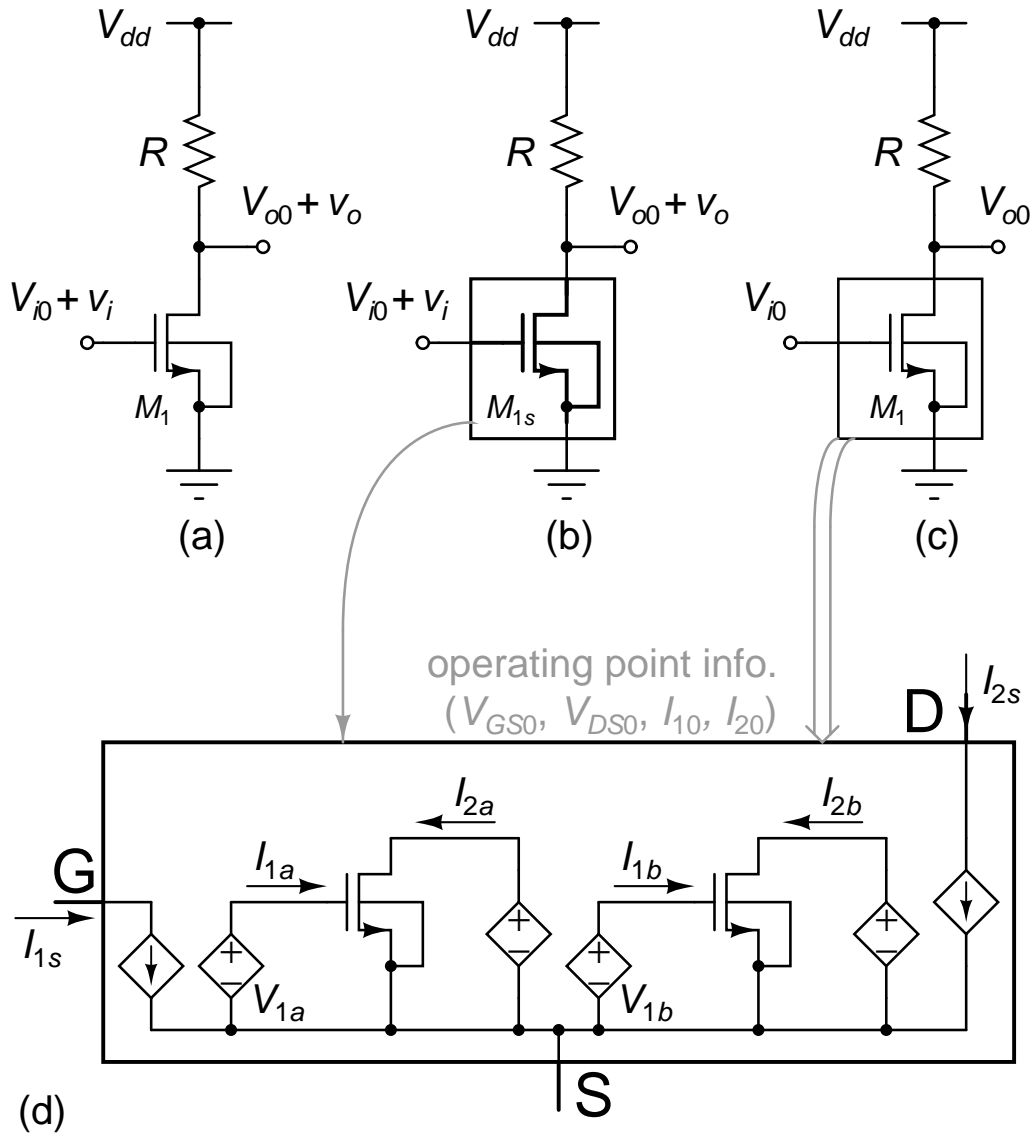 V_dd V_dd V_dd
R R R
V_o0 + v_o V_o0 + v_o V_o0
V_i0 + v_i V_i0 + v_i V_i0
M_1 M_1s M_1
(a) (b) (c)
operating point info.
(V_GS0, V_DS0, I_10, I_20)
D I_2s
I_2a I_2b
G I_1a I_1b
I_1s
+ + + +
− − − −
V_1a V_1b
S
(d)